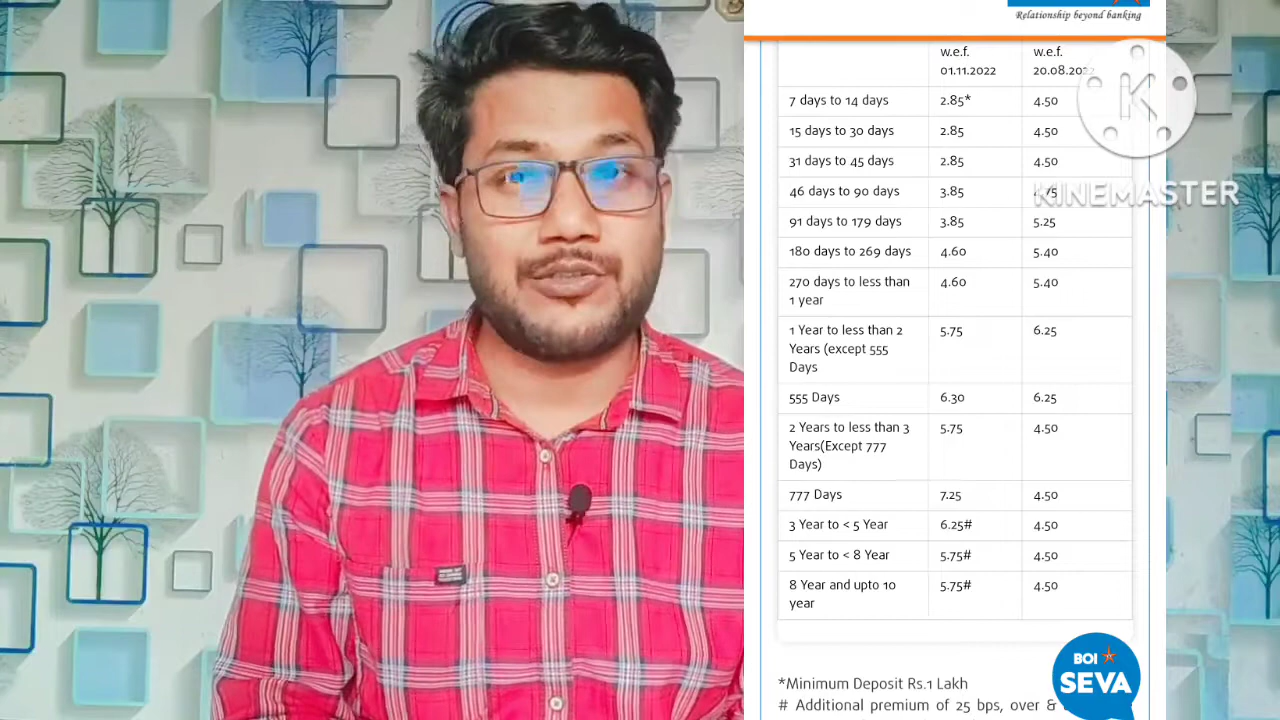 Relationship beyond banking
w.e.f. w.e.f.
01.11.2022 20.08.2022
KINEMASTER
7 days to 14 days 2.85* 4.50
15 days to 30 days 2.85 4.50
31 days to 45 days 2.85 4.50
46 days to 90 days 3.85
91 days to 179 days 3.85 5.25
180 days to 269 days 4.60 5.40
270 days to less than 4.60 5.40
1 year
1 Year to less than 2 5.75 6.25
Years (except 555
Days
555 Days 6.30 6.25
2 Years to less than 3 5.75 4.50
Years(Except 777
Days)
777 Days 7.25 4.50
3 Year to < 5 Year 6.25# 4.50
5 Year to < 8 Year 5.75# 4.50
8 Year and upto 10 5.75# 4.50
year
BOI
SEVA
*Minimum Deposit Rs.1 Lakh
# Additional premium of 25 bps, over &